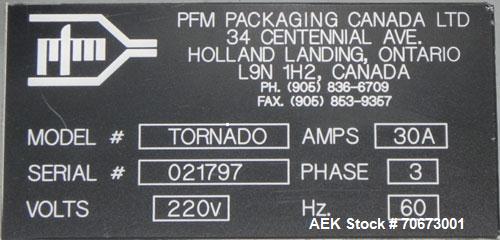 pfm
PFM PACKAGING CANADA LTD
34 CENTENNIAL AVE.
HOLLAND LANDING, ONTARIO
L9N 1H2, CANADA
PH. (905) 836-6709
FAX. (905) 853-9357
MODEL # TORNADO AMPS 30A
SERIAL # 021797 PHASE 3
VOLTS 220V Hz. 60
AEK Stock # 70673001